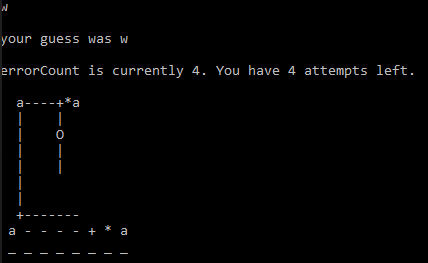 w
your guess was w
errorCount is currently 4. You have 4 attempts left.
a----+*a
|    |
|    O
|    |
|    |
|
|
+-------
a - - - - + * a
_ _ _ _ _ _ _ _